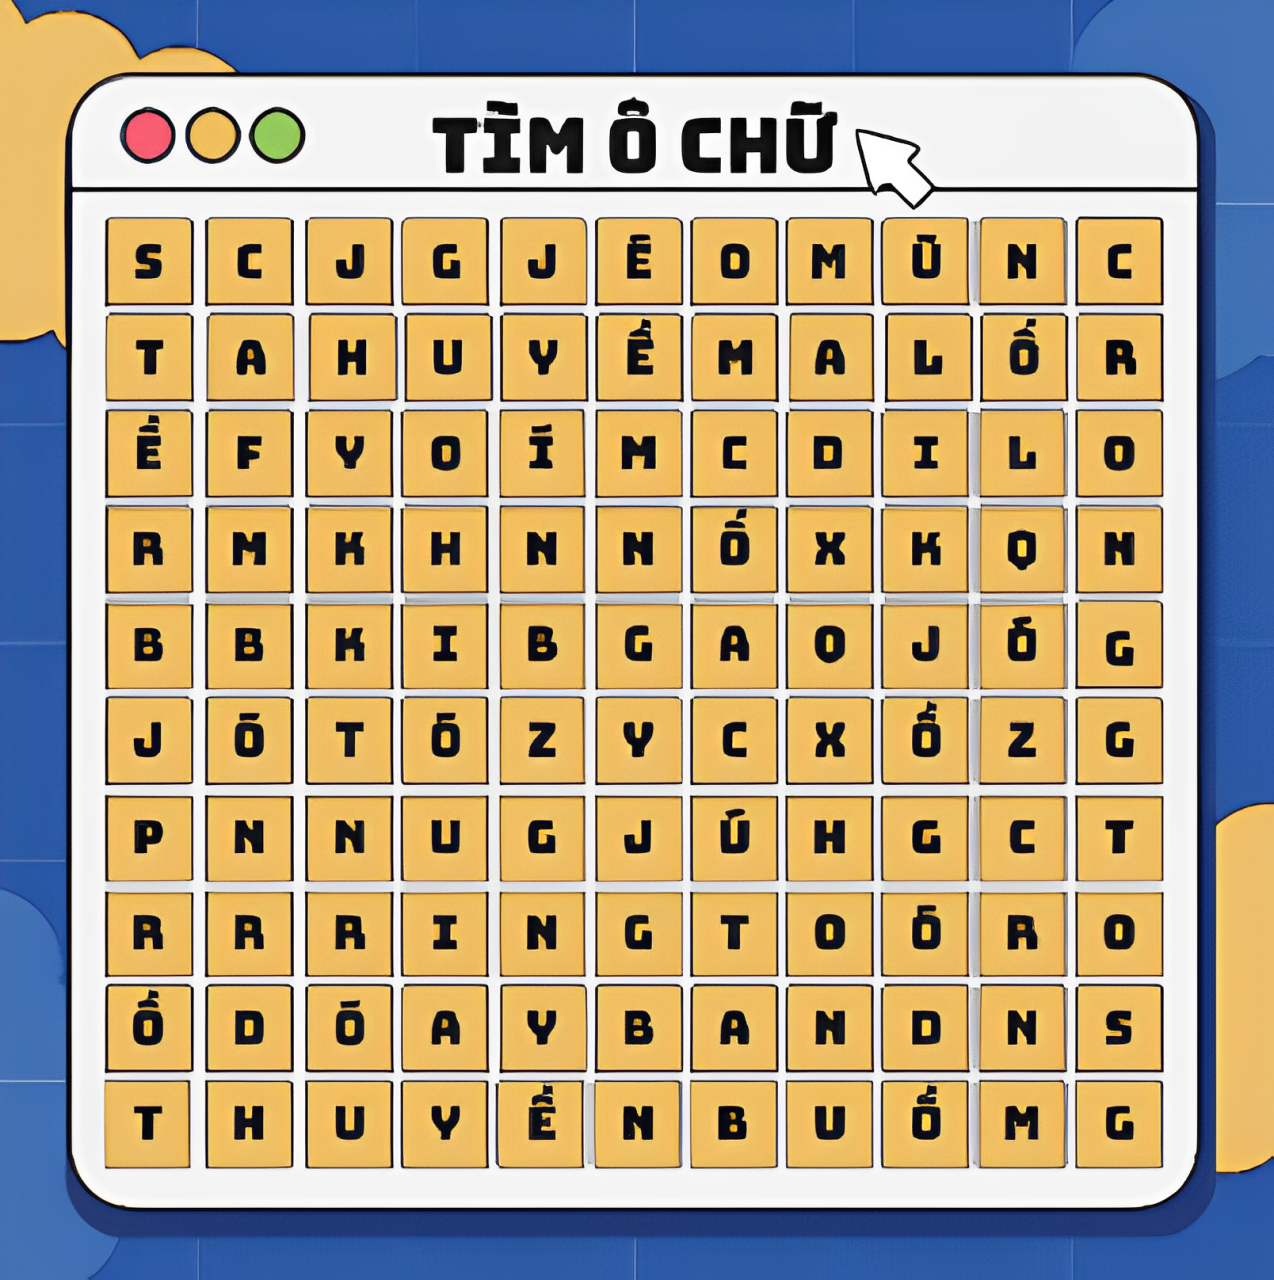 TÌM Ô CHỮ
S C J G J É O M Ũ N C
T A H U Y Ề M A L Ố R
Ề F Y O Ī M C D I L O
R M K H N N Ố X K Q N
B B K I B G A O J Ó G
J Ō T Ō Z Y C X Ổ Z G
P N N U G J Ú H G C T
R R R I N G T O Ō R O
Ồ D Ō A Y B A N D N S
T H U Y Ề N B U Ồ M G